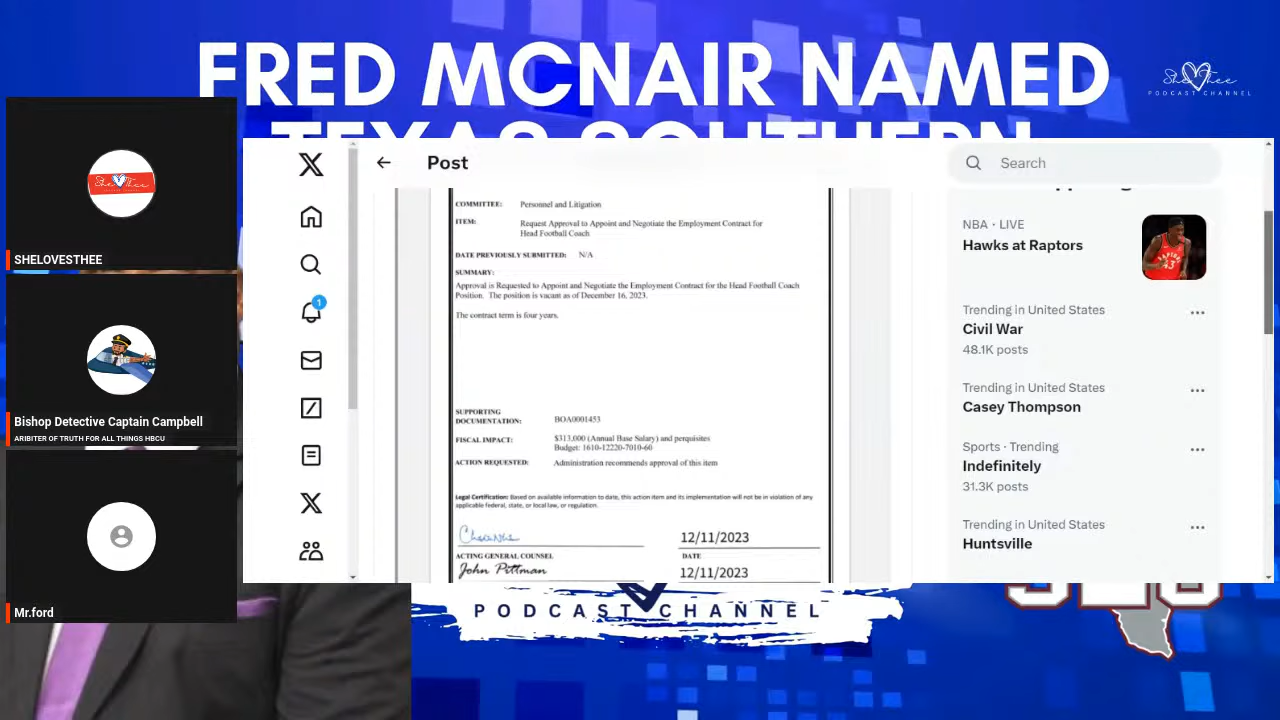 FRED MCNAIR NAMED
TEXAS SOUTHERN
SheLovesThee
PODCAST CHANNEL
SHELOVESTHEE
Bishop Detective Captain Campbell
ARIBITER OF TRUTH FOR ALL THINGS HBCU
Mr.ford
1
Post
COMMITTEE: Personnel and Litigation
ITEM: Request Approval to Appoint and Negotiate the Employment Contract for
Head Football Coach
DATE PREVIOUSLY SUBMITTED: N/A
SUMMARY:
Approval is Requested to Appoint and Negotiate the Employment Contract for the Head Football Coach
Position. The position is vacant as of December 16, 2023.
The contract term is four years.
SUPPORTING
DOCUMENTATION: BOA0001453
FISCAL IMPACT: $313,000 (Annual Base Salary) and perquisites
Budget: 1610-12220-7010-60
ACTION REQUESTED: Administration recommends approval of this item
Legal Certification: Based on available information to date, this action item and its implementation will not be in violation of any
applicable federal, state, or local law, or regulation.
12/11/2023
ACTING GENERAL COUNSEL DATE
John Pittman 12/11/2023
Search
NBA · LIVE
Hawks at Raptors
RAPTORS
43
Trending in United States
Civil War
48.1K posts
Trending in United States
Casey Thompson
Sports · Trending
Indefinitely
31.3K posts
Trending in United States
Huntsville
PODCAST CHANNEL